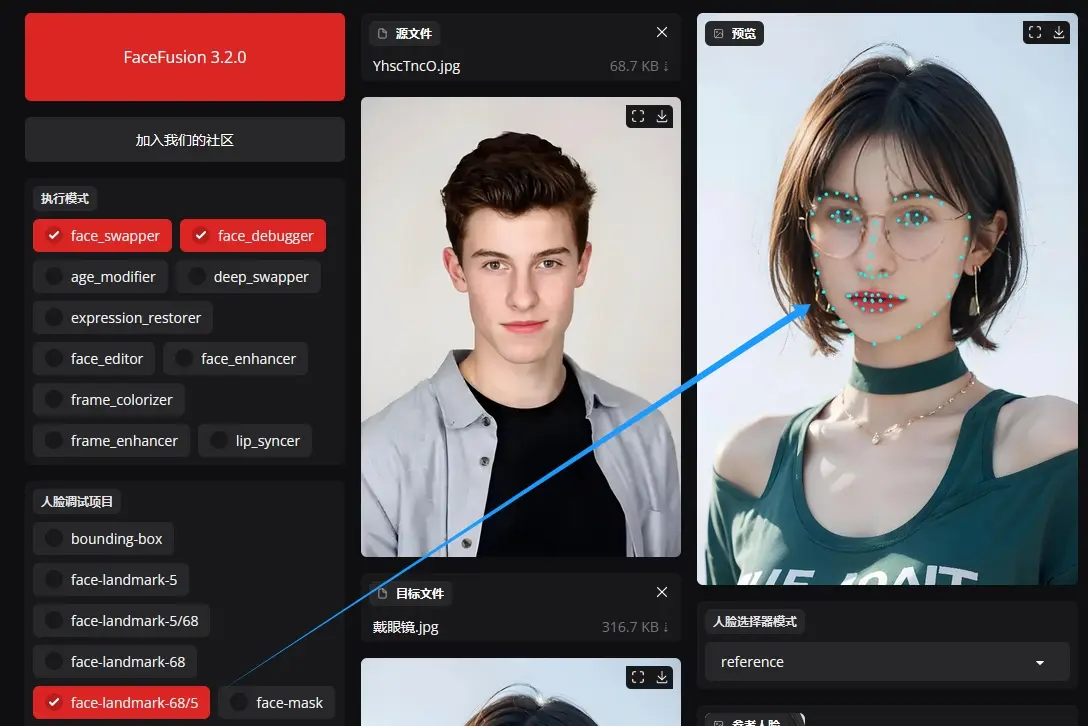 FaceFusion 3.2.0
加入我们的社区
执行模式
face_swapper
face_debugger
age_modifier
deep_swapper
expression_restorer
face_editor
face_enhancer
frame_colorizer
frame_enhancer
lip_syncer
人脸调试项目
bounding-box
face-landmark-5
face-landmark-5/68
face-landmark-68
face-landmark-68/5
face-mask
源文件
YhscTncO.jpg
68.7 KB ↓
目标文件
戴眼镜.jpg
316.7 KB ↓
预览
人脸选择器模式
reference
参考人脸